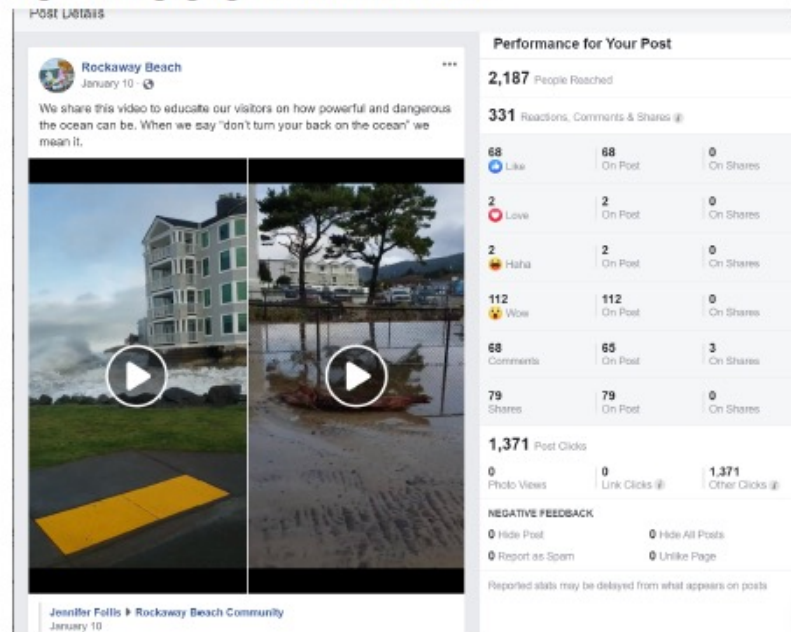 Post Details
Rockaway Beach
January 10
We share this video to educate our visitors on how powerful and dangerous
the ocean can be. When we say "don't turn your back on the ocean" we
mean it.
Jennifer Follis ▸ Rockaway Beach Community
January 10
Performance for Your Post
2,187 People Reached
331 Reactions, Comments & Shares
68 68 0
Like On Post On Shares
2 2 0
Love On Post On Shares
2 2 0
Haha On Post On Shares
112 112 0
Wow On Post On Shares
68 65 3
Comments On Post On Shares
79 79 0
Shares On Post On Shares
1,371 Post Clicks
0 0 1,371
Photo Views Link Clicks Other Clicks
NEGATIVE FEEDBACK
0 Hide Post 0 Hide All Posts
0 Report as Spam 0 Unlike Page
Reported stats may be delayed from what appears on posts